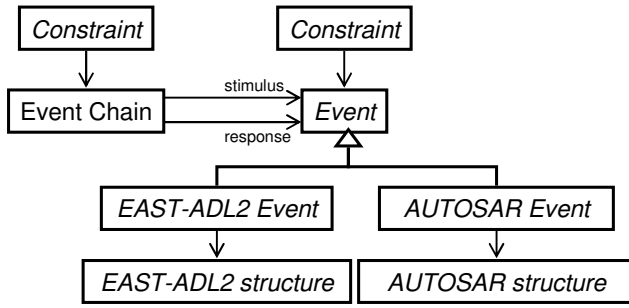 Constraint
Constraint
stimulus
Event Chain
Event
response
EAST-ADL2 Event
AUTOSAR Event
EAST-ADL2 structure
AUTOSAR structure